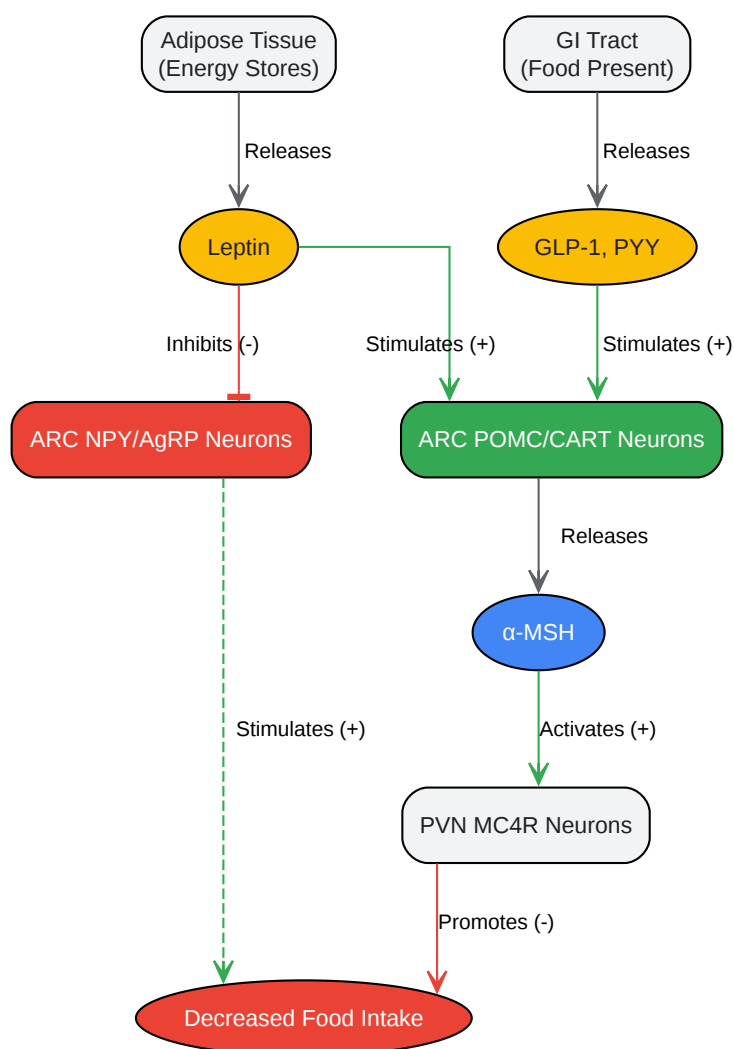 Adipose Tissue
(Energy Stores)
GI Tract
(Food Present)
Releases
Releases
Leptin
GLP-1, PYY
Inhibits (-)
Stimulates (+)
Stimulates (+)
ARC NPY/AgRP Neurons
ARC POMC/CART Neurons
Releases
α-MSH
Stimulates (+)
Activates (+)
PVN MC4R Neurons
Promotes (-)
Decreased Food Intake